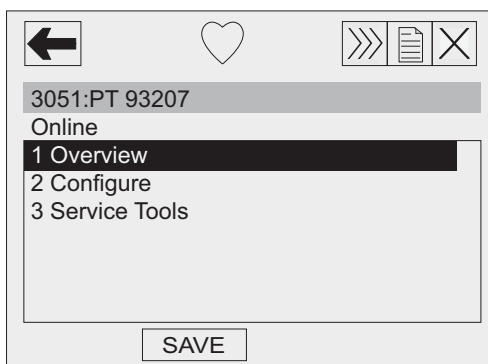 3051:PT 93207
Online
1 Overview
2 Configure
3 Service Tools
SAVE